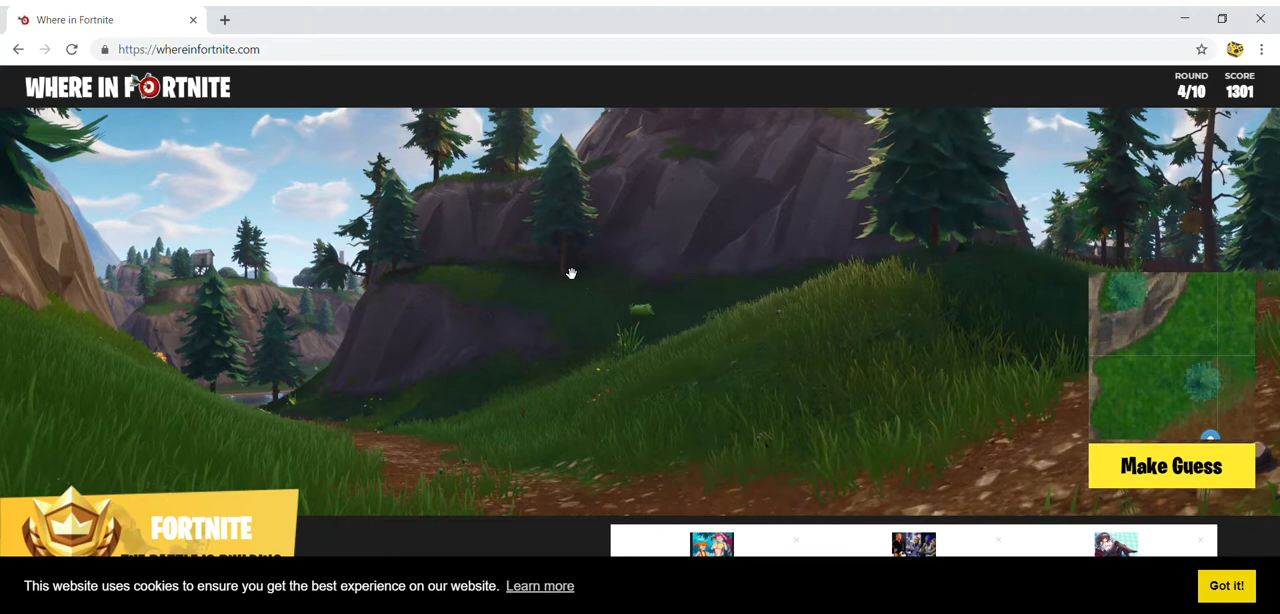 Where in Fortnite
https://whereinfortnite.com
WHERE IN FORTNITE
ROUND SCORE
4/10 1301
Make Guess
FORTNITE
This website uses cookies to ensure you get the best experience on our website. Learn more
Got it!